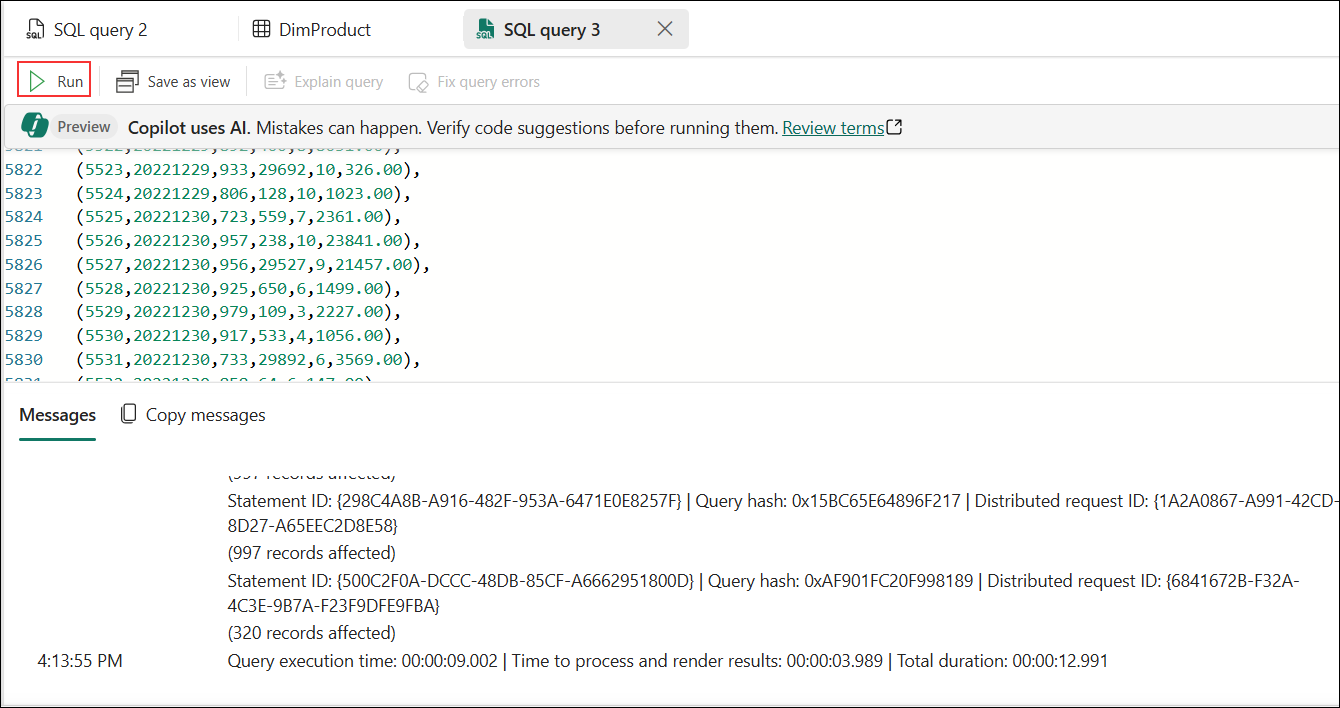 SQL query 2
DimProduct
SQL query 3
Run
Save as view
Explain query
Fix query errors
Preview
Copilot uses AI. Mistakes can happen. Verify code suggestions before running them. Review terms
5822 (5523,20221229,933,29692,10,326.00),
5823 (5524,20221229,806,128,10,1023.00),
5824 (5525,20221230,723,559,7,2361.00),
5825 (5526,20221230,957,238,10,23841.00),
5826 (5527,20221230,956,29527,9,21457.00),
5827 (5528,20221230,925,650,6,1499.00),
5828 (5529,20221230,979,109,3,2227.00),
5829 (5530,20221230,917,533,4,1056.00),
5830 (5531,20221230,733,29892,6,3569.00),
Messages
Copy messages
records affected)
Statement ID: {298C4A8B-A916-482F-953A-6471E0E8257F} | Query hash: 0x15BC65E64896F217 | Distributed request ID: {1A2A0867-A991-42CD-
8D27-A65EEC2D8E58}
(997 records affected)
Statement ID: {500C2F0A-DCCC-48DB-85CF-A6662951800D} | Query hash: 0xAF901FC20F998189 | Distributed request ID: {6841672B-F32A-
4C3E-9B7A-F23F9DFE9FBA}
(320 records affected)
4:13:55 PM Query execution time: 00:00:09.002 | Time to process and render results: 00:00:03.989 | Total duration: 00:00:12.991